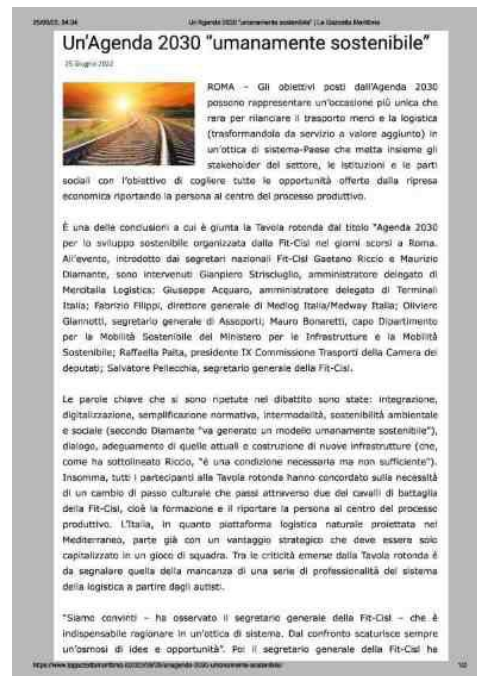 Un'Agenda 2030 "umanamente sostenibile" | La Gazzetta Marittima
Un'Agenda 2030 "umanamente sostenibile"
25 Giugno 2022
ROMA – Gli obiettivi posti dall'Agenda 2030
possono rappresentare un'occasione più unica che
rara per rilanciare il trasporto merci e la logistica
(trasformandola da servizio a valore aggiunto) in
un'ottica di sistema-Paese che metta insieme gli
stakeholder del settore, le istituzioni e le parti
sociali con l'obiettivo di cogliere tutte le opportunità offerte dalla ripresa
economica riportando la persona al centro del processo produttivo.
È una delle conclusioni a cui è giunta la Tavola rotonda dal titolo "Agenda 2030
per lo sviluppo sostenibile organizzata dalla Fit-Cisl nei giorni scorsi a Roma.
All'evento, introdotto dai segretari nazionali Fit-Cisl Gaetano Riccio e Maurizio
Diamante, sono intervenuti Gianpiero Strisciuglio, amministratore delegato di
Mercitalia Logistics; Giuseppe Acquaro, amministratore delegato di Terminali
Italia; Fabrizio Filippi, direttore generale di Medlog Italia/Medway Italia; Oliviero
Giannotti, segretario generale di Assoporti; Mauro Bonaretti, capo Dipartimento
per la Mobilità Sostenibile del Ministero per le Infrastrutture e la Mobilità
Sostenibile; Raffaella Paita, presidente IX Commissione Trasporti della Camera dei
deputati; Salvatore Pellecchia, segretario generale della Fit-Cisl.
Le parole chiave che si sono ripetute nel dibattito sono state: integrazione,
digitalizzazione, semplificazione normativa, intermodalità, sostenibilità ambientale
e sociale (secondo Diamante "va generato un modello umanamente sostenibile"),
dialogo, adeguamento di quelle attuali e costruzione di nuove infrastrutture (che,
come ha sottolineato Riccio, "è una condizione necessaria ma non sufficiente").
Insomma, tutti i partecipanti alla Tavola rotonda hanno concordato sulla necessità
di un cambio di passo culturale che passi attraverso due dei cavalli di battaglia
della Fit-Cisl, cioè la formazione e il riportare la persona al centro del processo
produttivo. L'Italia, in quanto piattaforma logistica naturale proiettata nel
Mediterraneo, parte già con un vantaggio strategico che deve essere solo
capitalizzato in un gioco di squadra. Tra le criticità emerse dalla Tavola rotonda è
da segnalare quella della mancanza di una serie di professionalità del sistema
della logistica a partire dagli autisti.
"Siamo convinti – ha osservato il segretario generale della Fit-Cisl – che è
indispensabile ragionare in un'ottica di sistema. Dal confronto scaturisce sempre
un'osmosi di idee e opportunità". Poi il segretario generale della Fit-Cisl ha
1/2